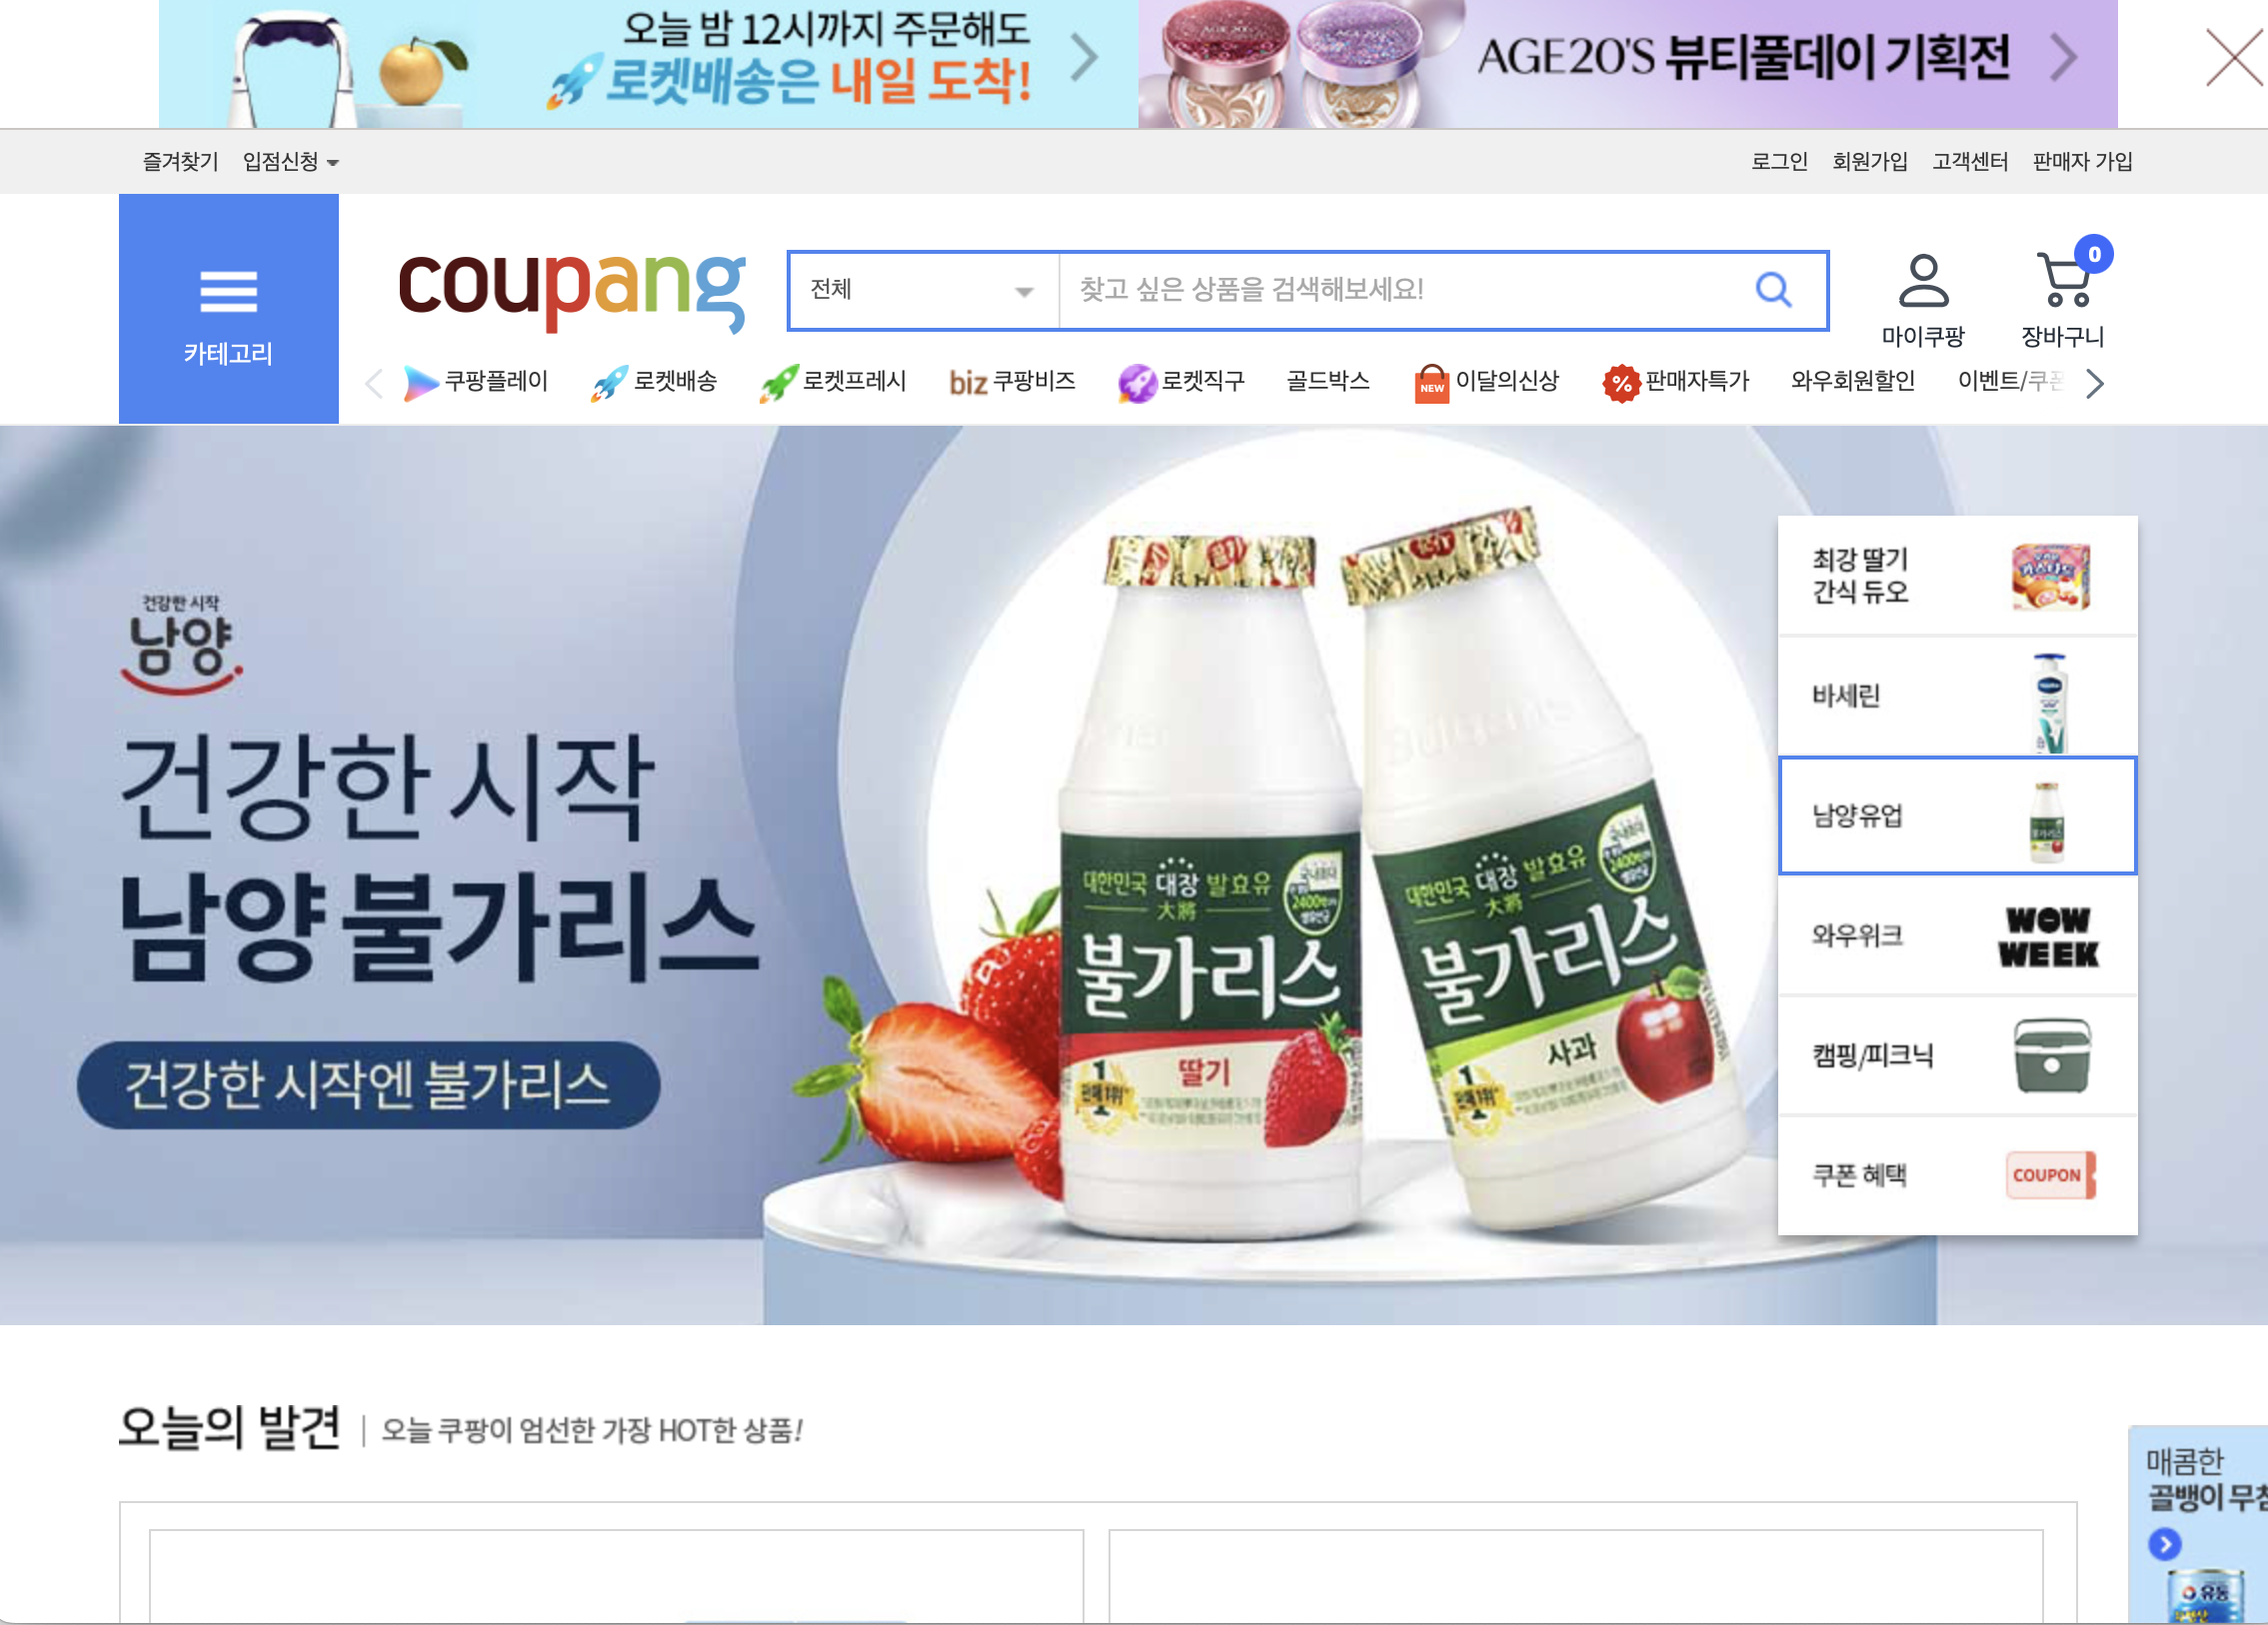 오늘 밤 12시까지 주문해도
로켓배송은 내일 도착!
AGE20'S 뷰티풀데이 기획전
즐겨찾기 입점신청
로그인 회원가입 고객센터 판매자 가입
카테고리
coupang
전체
찾고 싶은 상품을 검색해보세요!
마이쿠팡
0
장바구니
쿠팡플레이
로켓배송
로켓프레시
biz 쿠팡비즈
로켓직구
골드박스
NEW 이달의신상
% 판매자특가
와우회원할인
이벤트/쿠폰
건강한 시작
남양
건강한 시작
남양 불가리스
건강한 시작엔 불가리스
대한민국 대장 발효유
大將
불가리스
딸기
대한민국 대장 발효유
大將
불가리스
사과
최강 딸기
간식 듀오
바세린
남양유업
와우위크
WOW
WEEK
캠핑/피크닉
쿠폰 혜택
COUPON
오늘의 발견
오늘 쿠팡이 엄선한 가장 HOT한 상품!
매콤한
골뱅이 무침
유동